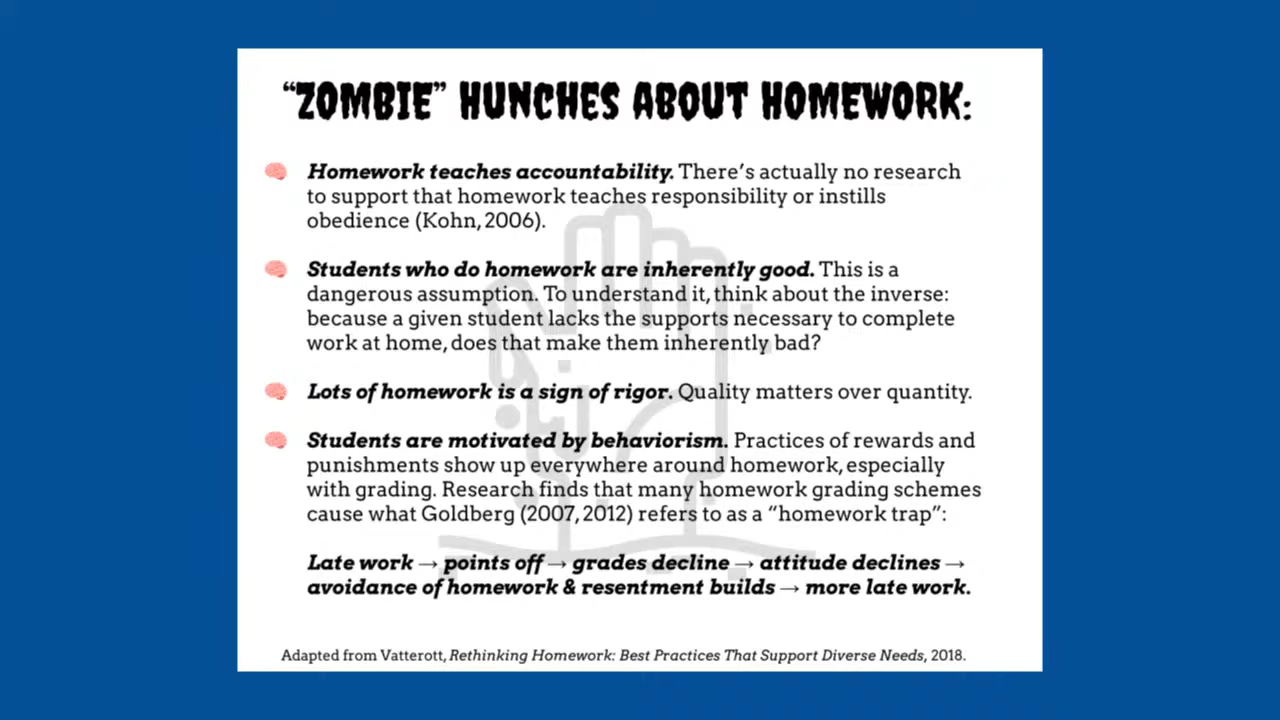 “ZOMBIE” HUNCHES ABOUT HOMEWORK:
Homework teaches accountability. There’s actually no research
to support that homework teaches responsibility or instills
obedience (Kohn, 2006).
Students who do homework are inherently good. This is a
dangerous assumption. To understand it, think about the inverse:
because a given student lacks the supports necessary to complete
work at home, does that make them inherently bad?
Lots of homework is a sign of rigor. Quality matters over quantity.
Students are motivated by behaviorism. Practices of rewards and
punishments show up everywhere around homework, especially
with grading. Research finds that many homework grading schemes
cause what Goldberg (2007, 2012) refers to as a “homework trap”:
Late work → points off → grades decline → attitude declines →
avoidance of homework & resentment builds → more late work.
Adapted from Vatterott, Rethinking Homework: Best Practices That Support Diverse Needs, 2018.